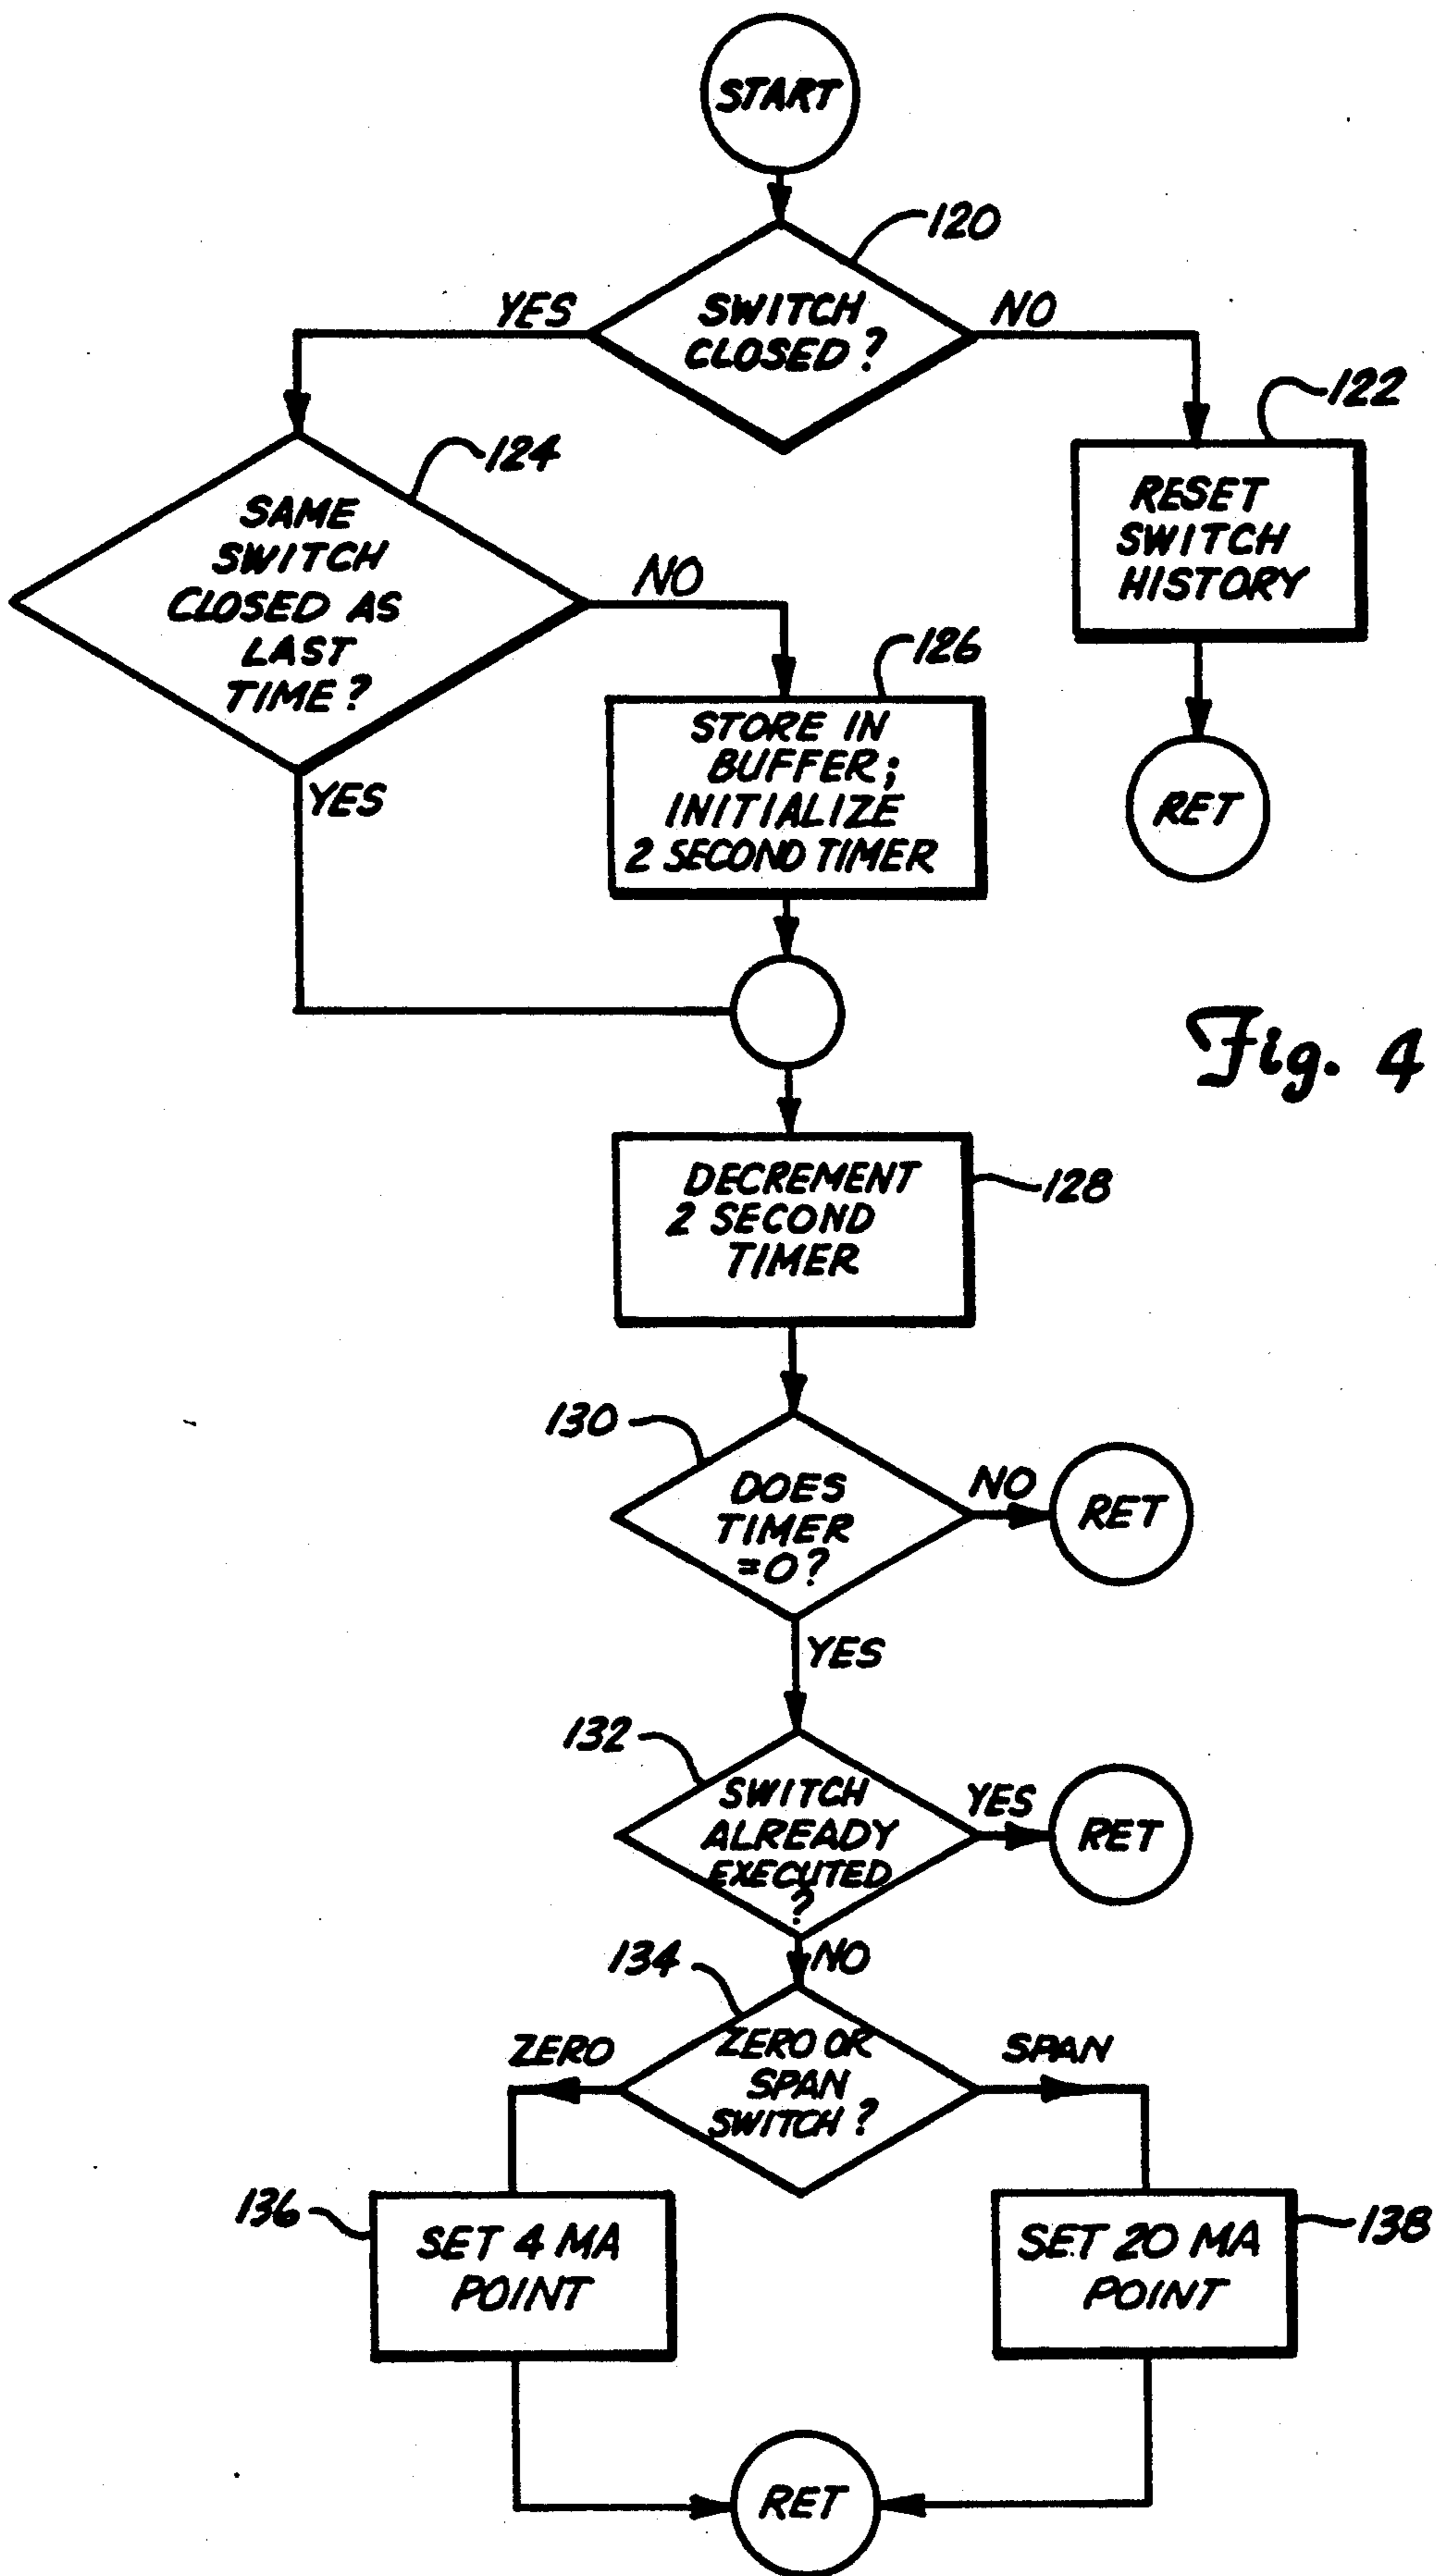 START
120
YES
SWITCH
CLOSED?
NO
122
RESET
SWITCH
HISTORY
RET
124
SAME
SWITCH
CLOSED AS
LAST
TIME?
NO
YES
126
STORE IN
BUFFER;
INITIALIZE
2 SECOND TIMER
Fig. 4
DECREMENT
2 SECOND
TIMER
128
130
DOES
TIMER
=0?
NO
RET
YES
132
SWITCH
ALREADY
EXECUTED
?
YES
RET
NO
134
ZERO
ZERO OR
SPAN
SWITCH?
SPAN
136
SET 4 MA
POINT
SET 20 MA
POINT
138
RET